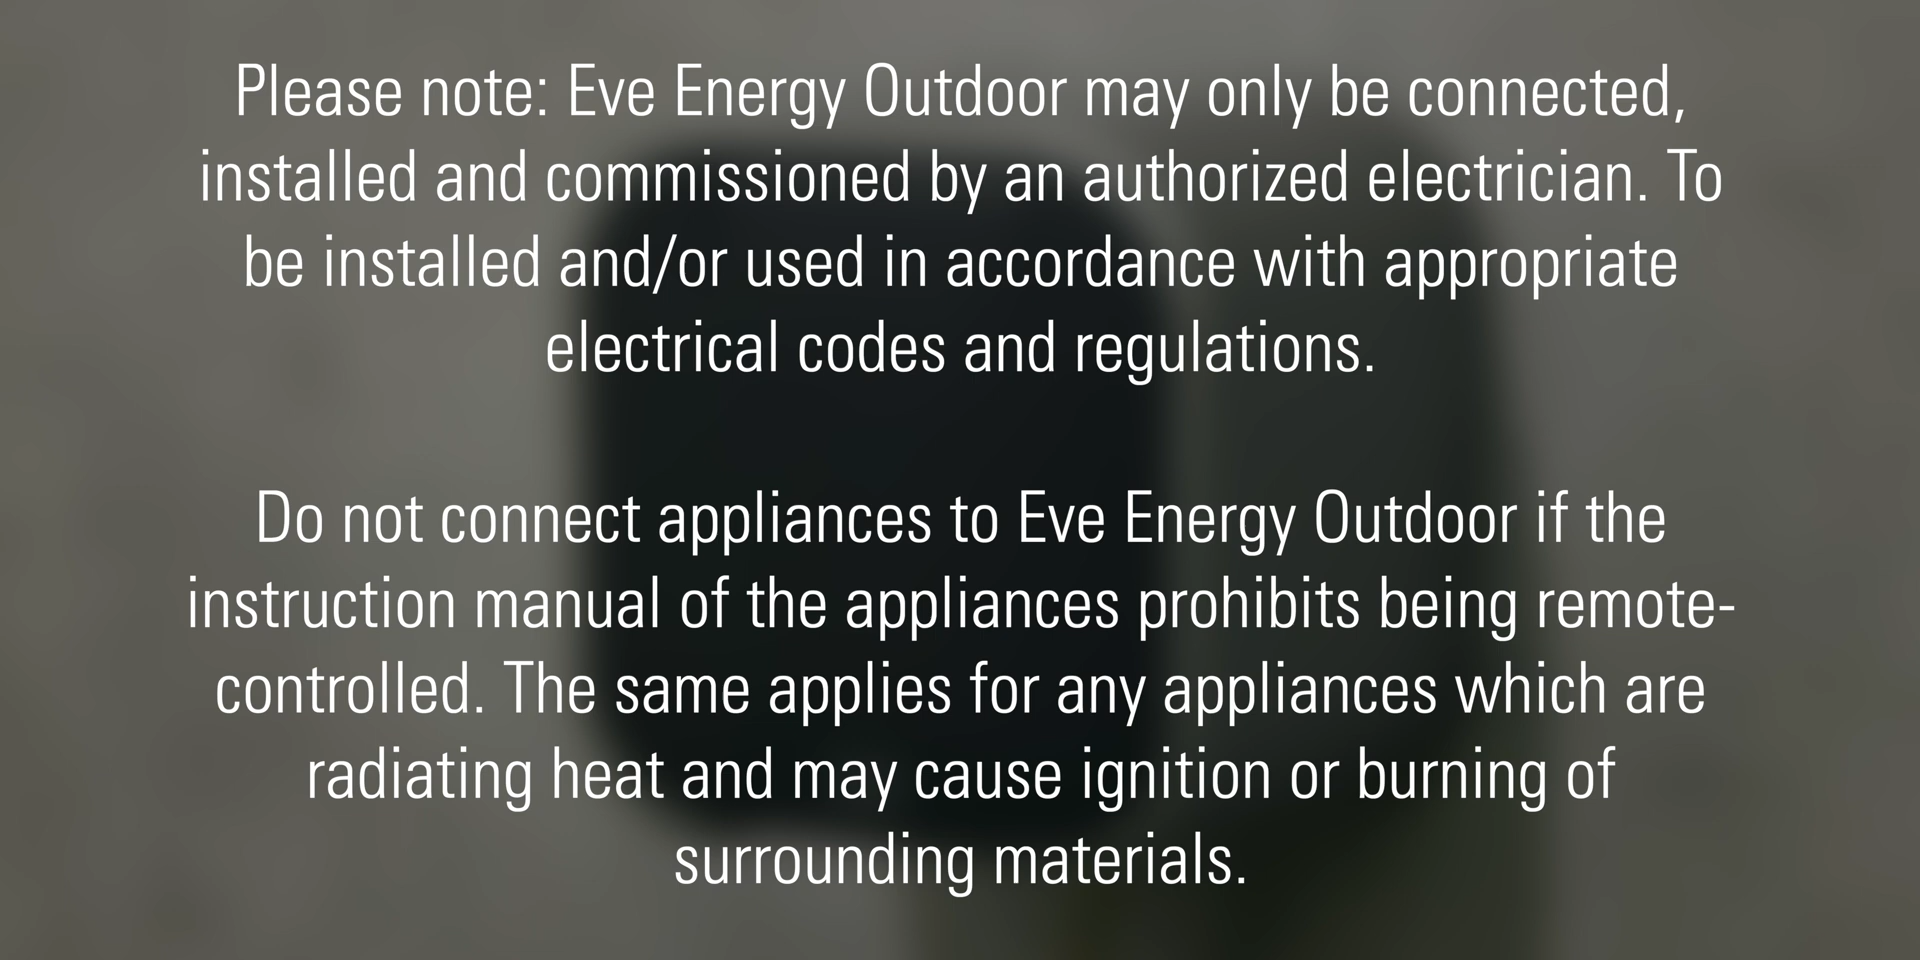 Please note: Eve Energy Outdoor may only be connected,
installed and commissioned by an authorized electrician. To
be installed and/or used in accordance with appropriate
electrical codes and regulations.
Do not connect appliances to Eve Energy Outdoor if the
instruction manual of the appliances prohibits being remote-
controlled. The same applies for any appliances which are
radiating heat and may cause ignition or burning of
surrounding materials.